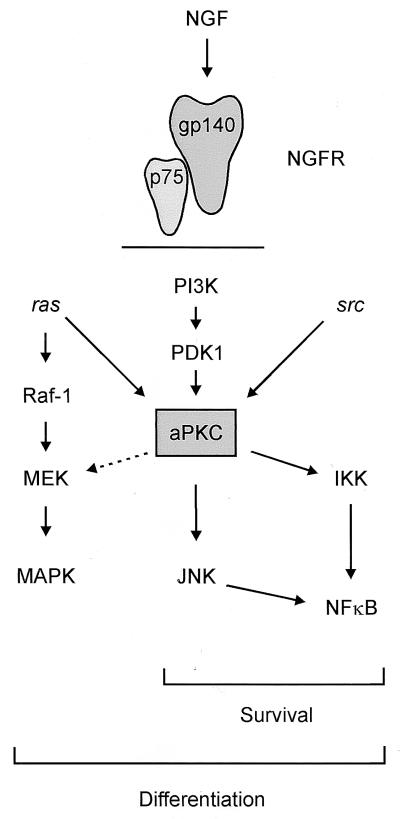 NGF
gp140
p75
NGFR
PI3K
ras
src
PDK1
Raf-1
aPKC
MEK
IKK
MAPK
JNK
NFκB
Survival
Differentiation